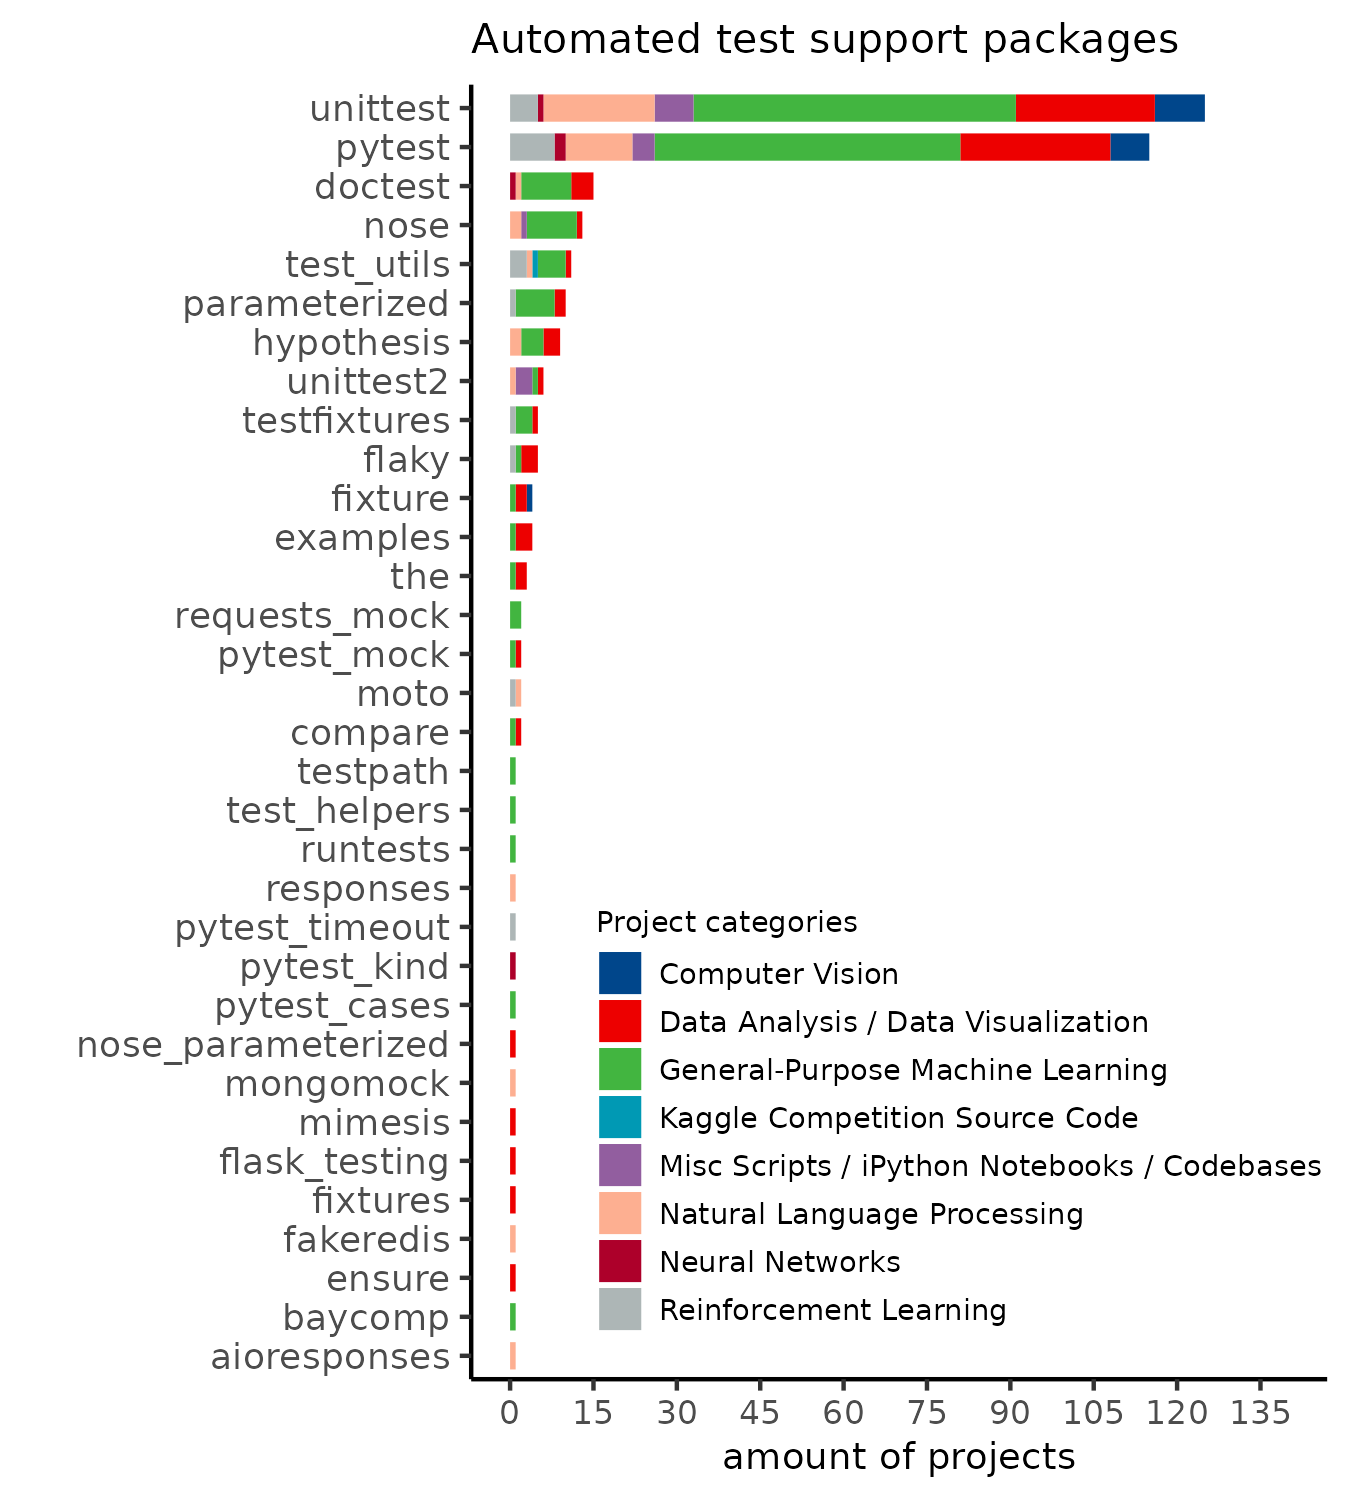 Automated test support packages
unittest
pytest
doctest
nose
test_utils
parameterized
hypothesis
unittest2
testfixtures
flaky
fixture
examples
the
requests_mock
pytest_mock
moto
compare
testpath
test_helpers
runtests
responses
pytest_timeout
pytest_kind
pytest_cases
nose_parameterized
mongomock
mimesis
flask_testing
fixtures
fakeredis
ensure
baycomp
aioresponses
Project categories
Computer Vision
Data Analysis / Data Visualization
General-Purpose Machine Learning
Kaggle Competition Source Code
Misc Scripts / iPython Notebooks / Codebases
Natural Language Processing
Neural Networks
Reinforcement Learning
0 15 30 45 60 75 90 105 120 135
amount of projects